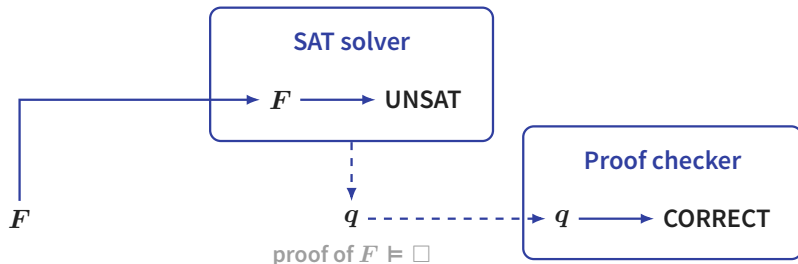 SAT solver
F UNSAT
Proof checker
F q q CORRECT
proof of F ⊨ □